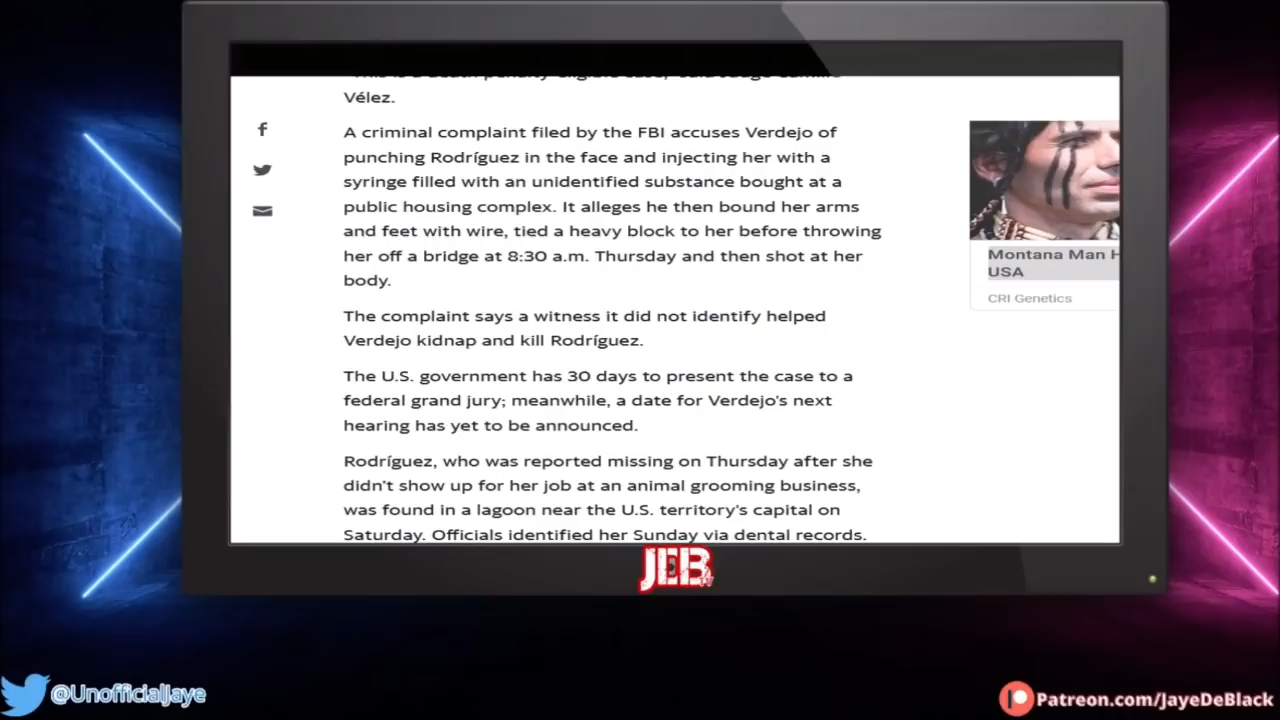 Vélez.
A criminal complaint filed by the FBI accuses Verdejo of
punching Rodríguez in the face and injecting her with a
syringe filled with an unidentified substance bought at a
public housing complex. It alleges he then bound her arms
and feet with wire, tied a heavy block to her before throwing
her off a bridge at 8:30 a.m. Thursday and then shot at her
body.
The complaint says a witness it did not identify helped
Verdejo kidnap and kill Rodríguez.
The U.S. government has 30 days to present the case to a
federal grand jury; meanwhile, a date for Verdejo's next
hearing has yet to be announced.
Rodríguez, who was reported missing on Thursday after she
didn't show up for her job at an animal grooming business,
was found in a lagoon near the U.S. territory's capital on
Saturday. Officials identified her Sunday via dental records.
Montana Man H
USA
CRI Genetics
JEB
@UnofficialJaye
Patreon.com/JayeDeBlack